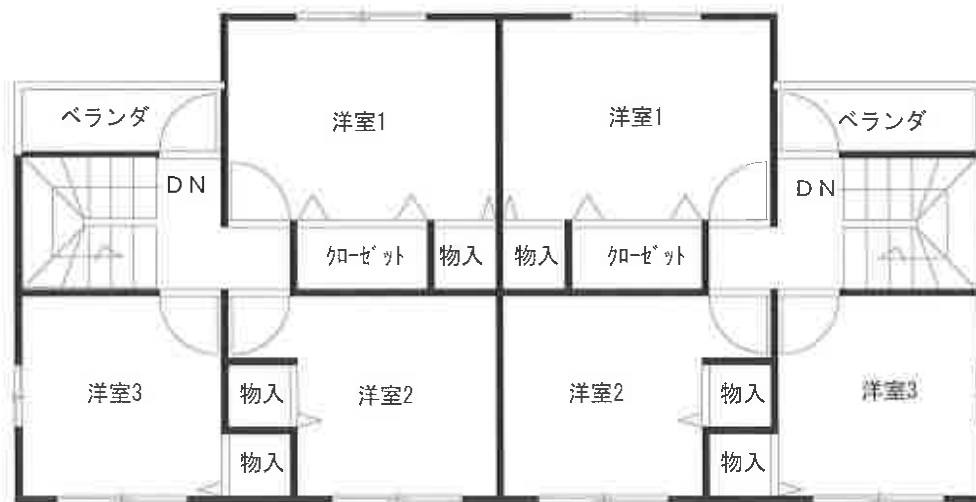 ベランダ
洋室1
洋室1
ベランダ
DN
DN
クローゼット
物入
物入
クローゼット
洋室3
物入
洋室2
洋室2
物入
洋室3
物入
物入